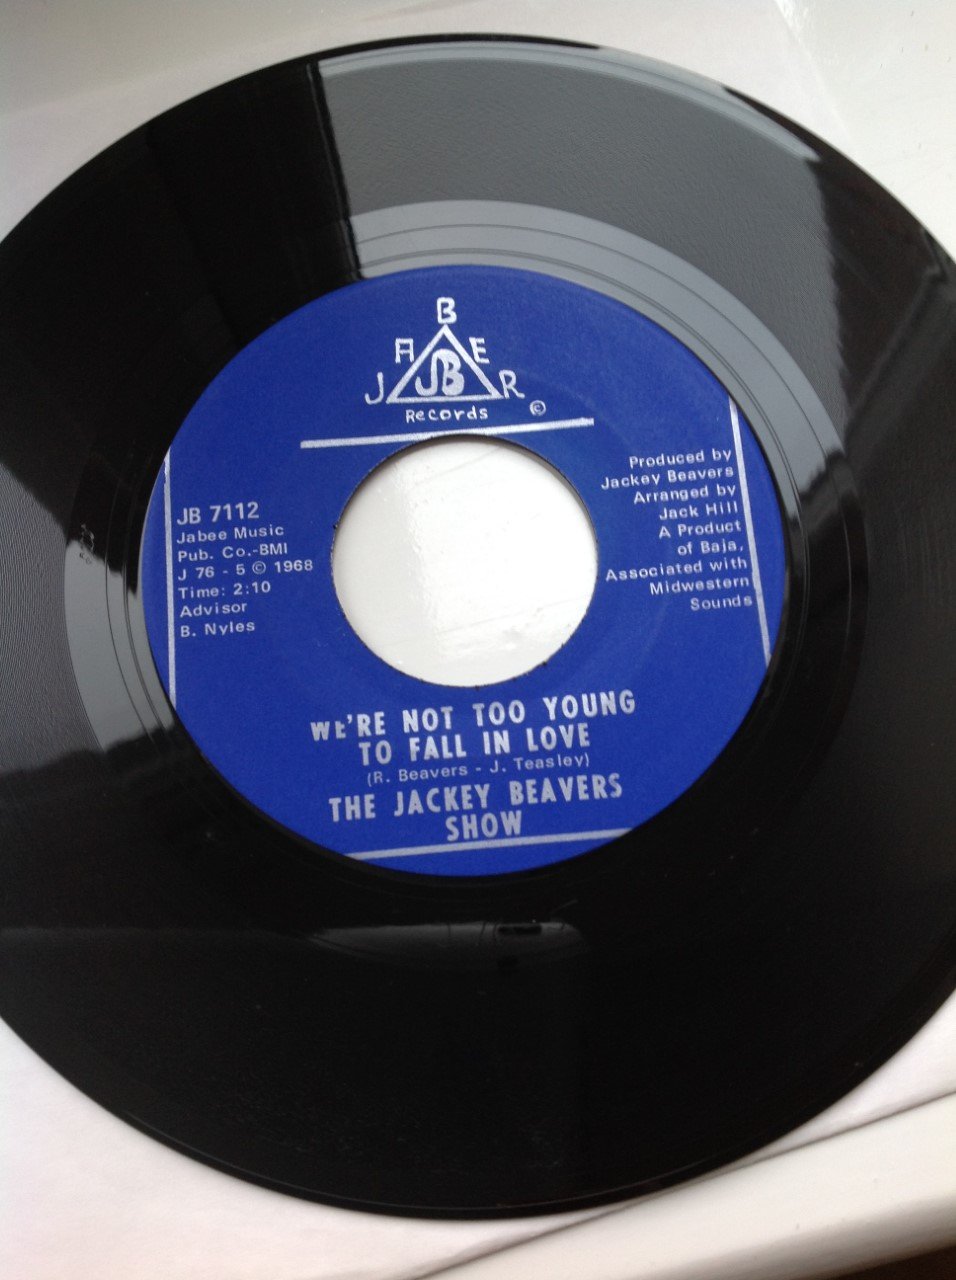 B
A E
J JB R
Records ©
JB 7112
Jabee Music
Pub. Co.-BMI
J 76 - 5 © 1968
Time: 2:10
Advisor
B. Nyles
Produced by
Jackey Beavers
Arranged by
Jack Hill
A Product
of Baja,
Associated with
Midwestern
Sounds
WE'RE NOT TOO YOUNG
TO FALL IN LOVE
(R. Beavers - J. Teasley)
THE JACKEY BEAVERS
SHOW